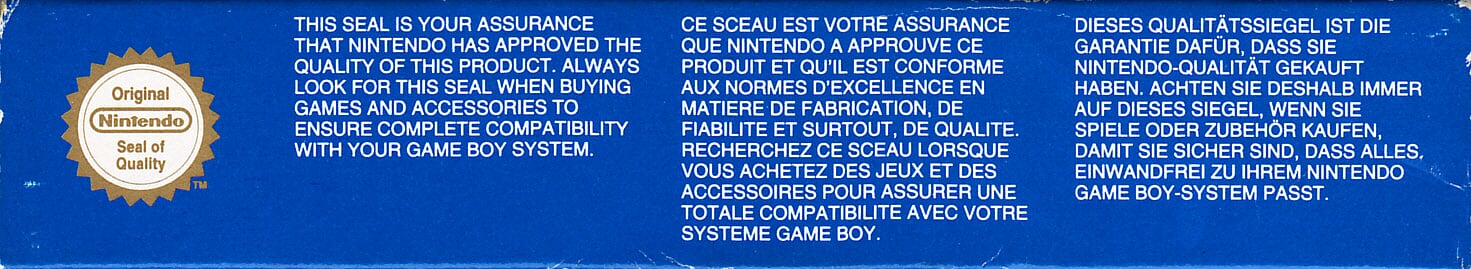 Original
Nintendo
Seal of
Quality
TM
THIS SEAL IS YOUR ASSURANCE
THAT NINTENDO HAS APPROVED THE
QUALITY OF THIS PRODUCT. ALWAYS
LOOK FOR THIS SEAL WHEN BUYING
GAMES AND ACCESSORIES TO
ENSURE COMPLETE COMPATIBILITY
WITH YOUR GAME BOY SYSTEM.
CE SCEAU EST VOTRE ASSURANCE
QUE NINTENDO A APPROUVE CE
PRODUIT ET QU'IL EST CONFORME
AUX NORMES D'EXCELLENCE EN
MATIERE DE FABRICATION, DE
FIABILITE ET SURTOUT, DE QUALITE.
RECHERCHEZ CE SCEAU LORSQUE
VOUS ACHETEZ DES JEUX ET DES
ACCESSOIRES POUR ASSURER UNE
TOTALE COMPATIBILITE AVEC VOTRE
SYSTEME GAME BOY.
DIESES QUALITÄTSSIEGEL IST DIE
GARANTIE DAFÜR, DASS SIE
NINTENDO-QUALITÄT GEKAUFT
HABEN. ACHTEN SIE DESHALB IMMER
AUF DIESES SIEGEL, WENN SIE
SPIELE ODER ZUBEHÖR KAUFEN,
DAMIT SIE SICHER SIND, DASS ALLES
EINWANDFREI ZU IHREM NINTENDO
GAME BOY-SYSTEM PASST.